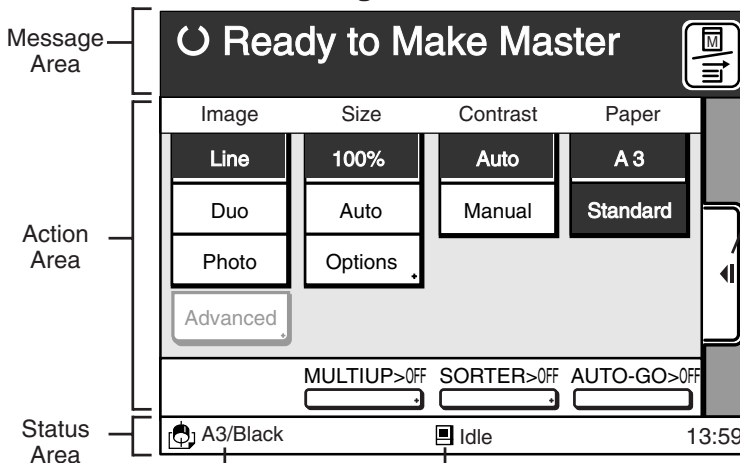 Message
Area
Ready to Make Master
M
Image Size Contrast Paper
Line 100% Auto A 3
Duo Auto Manual Standard
Photo Options
Advanced
Action
Area
MULTIUP>OFF SORTER>OFF AUTO-GO>OFF
Status
Area
A3/Black Idle 13:59